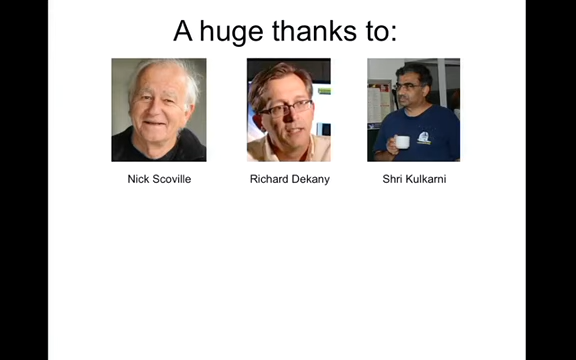 A huge thanks to:
Nick Scoville
Richard Dekany
Shri Kulkarni